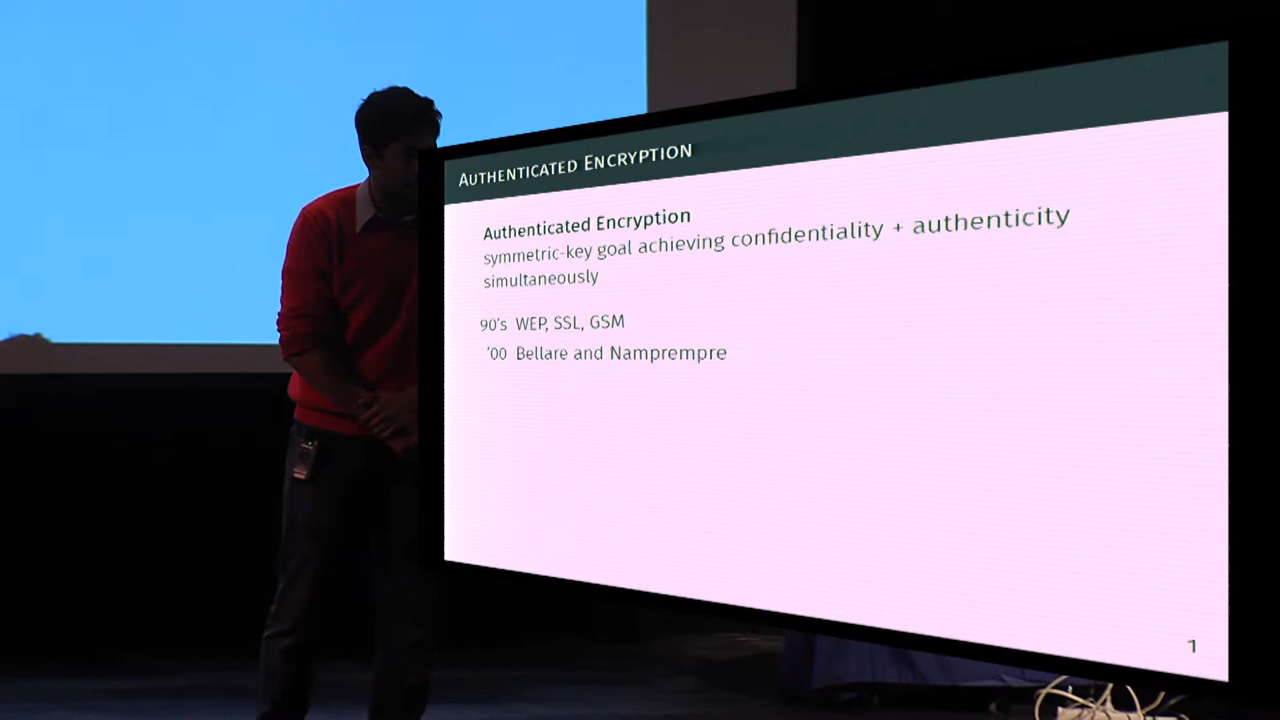 AUTHENTICATED ENCRYPTION
Authenticated Encryption
symmetric-key goal achieving confidentiality + authenticity
simultaneously
90's WEP, SSL, GSM
'00 Bellare and Namprempre
1